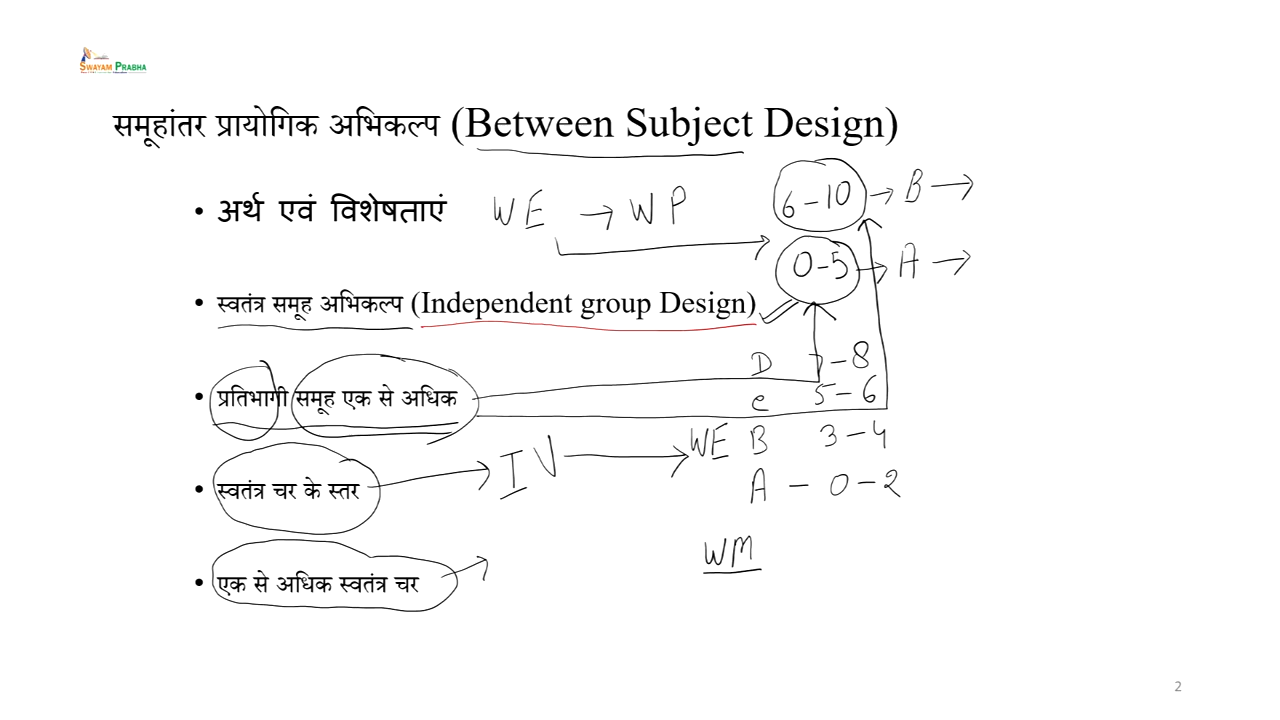 SWAYAM PRABHA
समूहांतर प्रायोगिक अभिकल्प (Between Subject Design)
6-10 → B →
• अर्थ एवं विशेषताएं WE → WP
0-5 → A →
• स्वतंत्र समूह अभिकल्प (Independent group Design)
D -8
• प्रतिभागी समूह एक से अधिक C 5-6
WE B 3-4
• स्वतंत्र चर के स्तर → IV → A - 0-2
WM
• एक से अधिक स्वतंत्र चर →
2